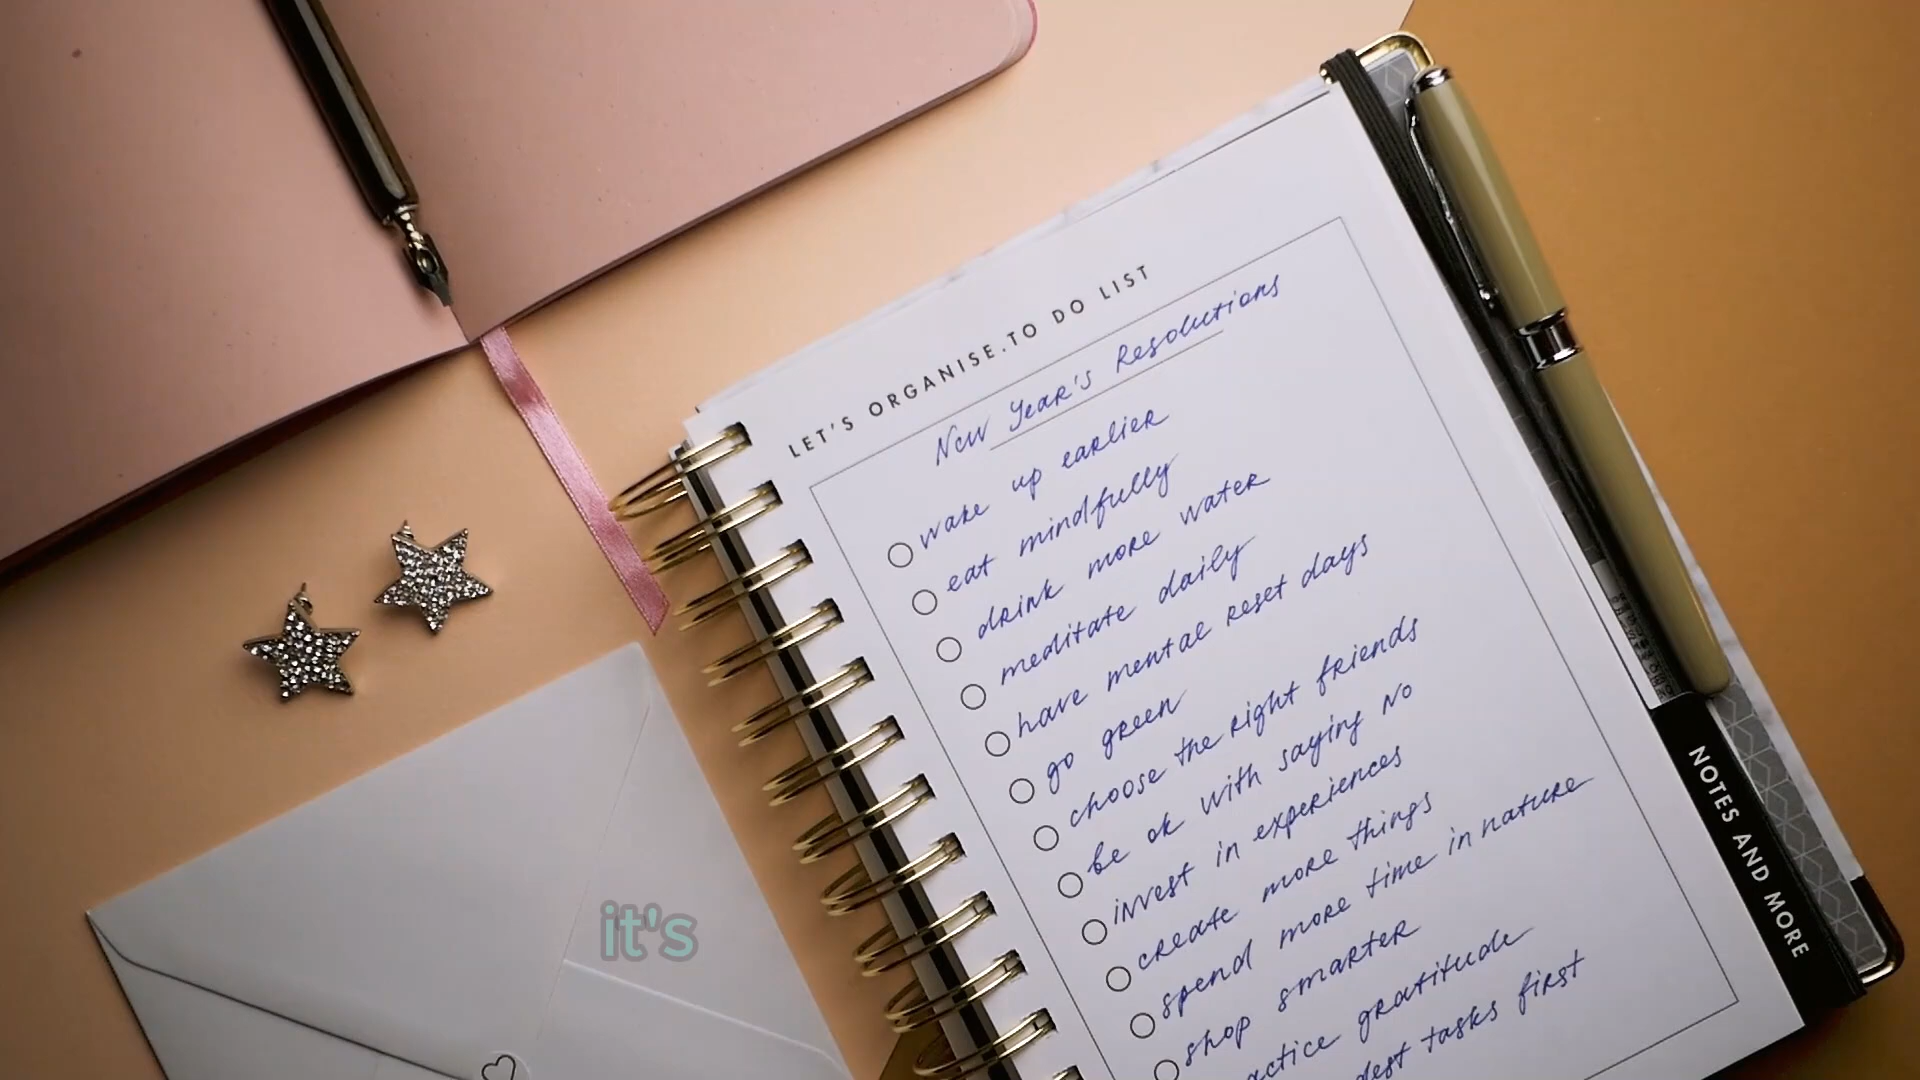 LET'S ORGANISE.TO DO LIST
New Year's Resolutions
wake up earlier
eat mindfully
drink more water
meditate daily
have mental reset days
go green
choose the right friends
be ok with saying NO
invest in experiences
create more things
spend more time in nature
shop smarter
gratitude
tasks first
NOTES AND MORE
it's